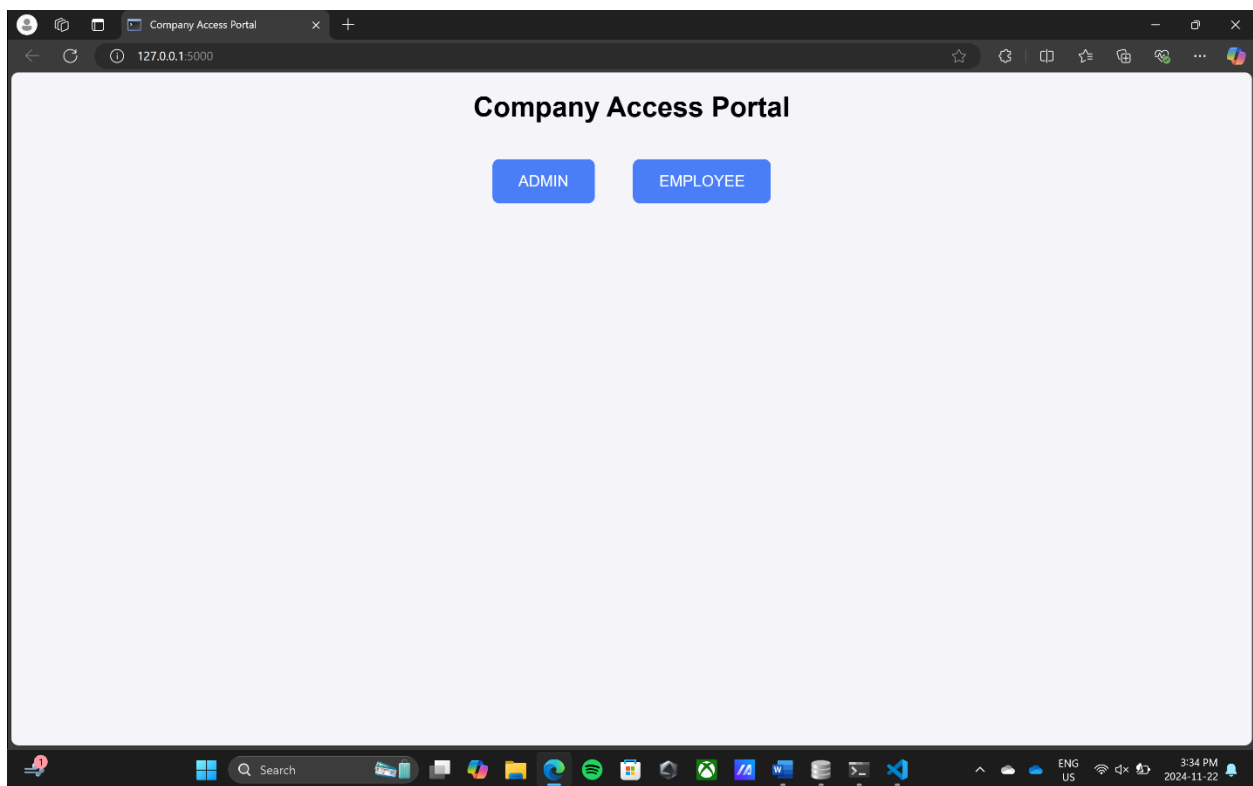 Company Access Portal
127.0.0.1:5000
Company Access Portal
ADMIN EMPLOYEE
1
Search
W
ENG
US
3:34 PM
2024-11-22